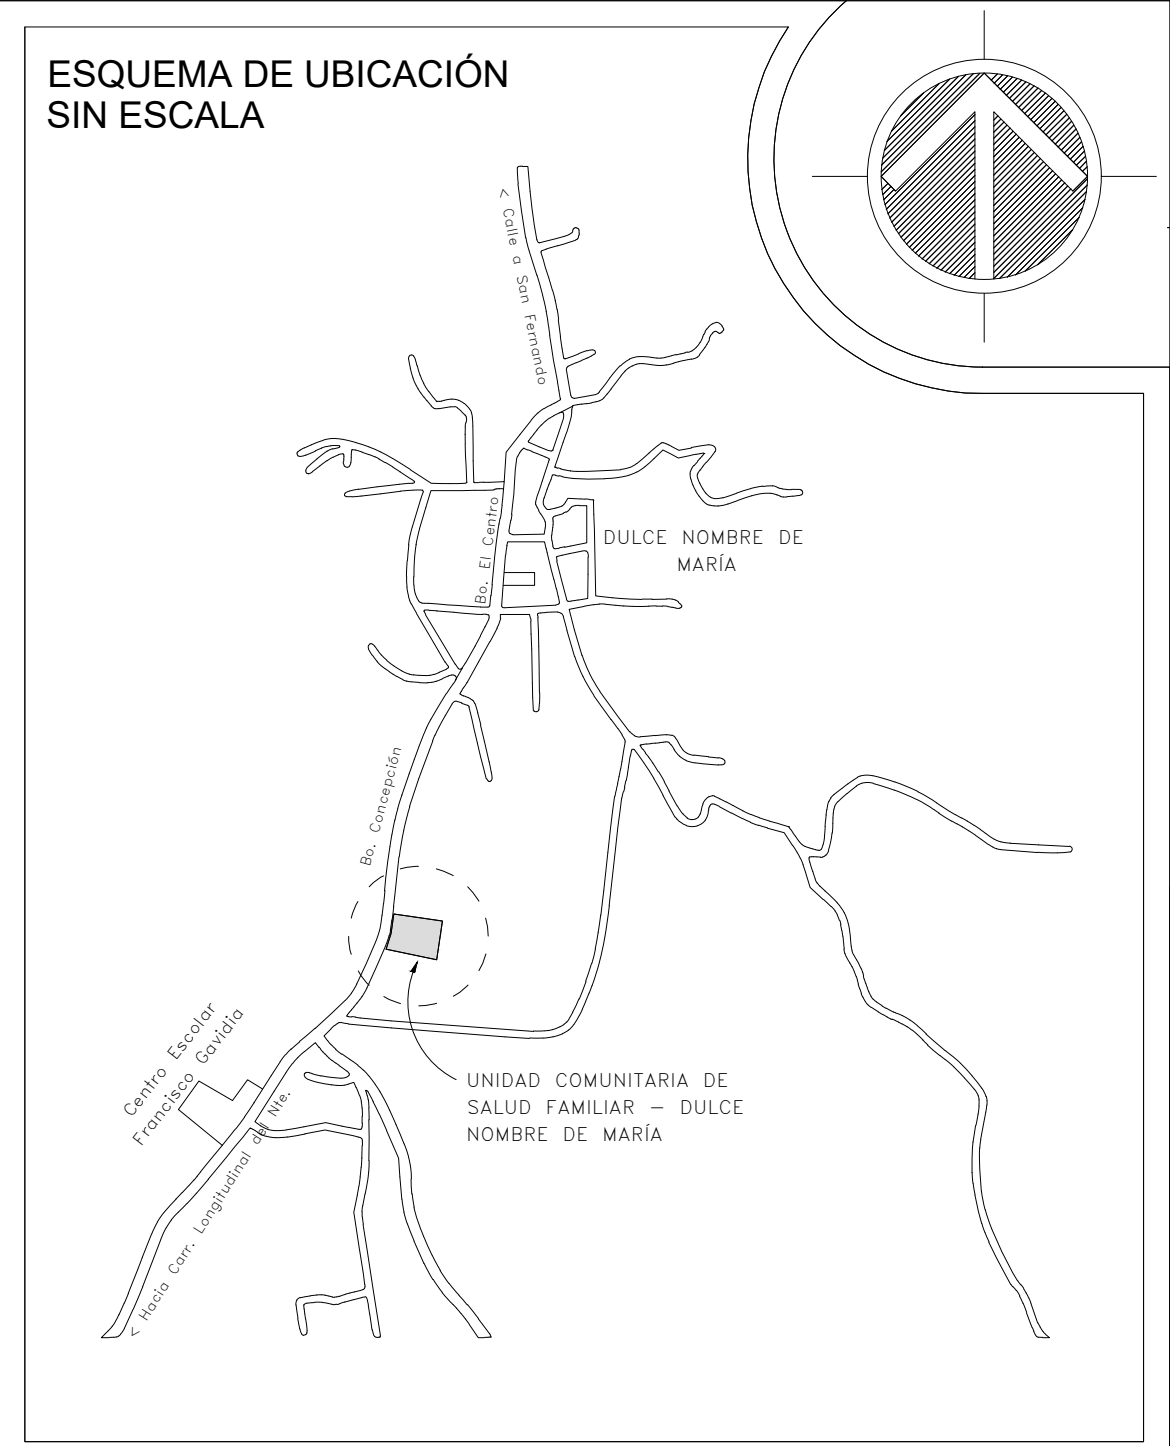 ESQUEMA DE UBICACIÓN
SIN ESCALA
< Calle a San Fernando
Bo. El Centro
DULCE NOMBRE DE
MARÍA
Bo. Concepción
Centro Escolar
Francisco Gavidia
< Hacia Carr. Longitudinal del Nte.
UNIDAD COMUNITARIA DE
SALUD FAMILIAR – DULCE
NOMBRE DE MARÍA